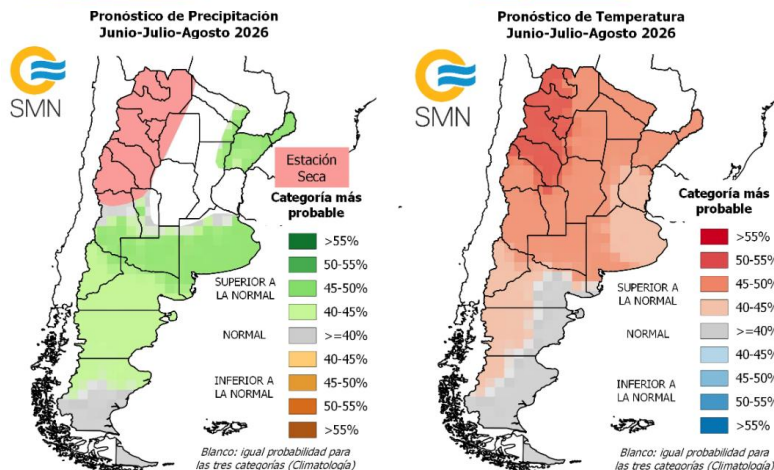 Pronóstico de Precipitación
Junio-Julio-Agosto 2026
SMN
Estación
Seca
Categoría más
probable
>55%
50-55%
45-50%
40-45%
>=40%
40-45%
45-50%
50-55%
>55%
SUPERIOR A
LA NORMAL
NORMAL
INFERIOR A
LA NORMAL
Blanco: igual probabilidad para
las tres categorías (Climatología)
Pronóstico de Temperatura
Junio-Julio-Agosto 2026
SMN
Categoría más
probable
>55%
50-55%
45-50%
40-45%
>=40%
40-45%
45-50%
50-55%
>55%
SUPERIOR A
LA NORMAL
NORMAL
INFERIOR A
LA NORMAL
Blanco: igual probabilidad para
las tres categorías (Climatología)